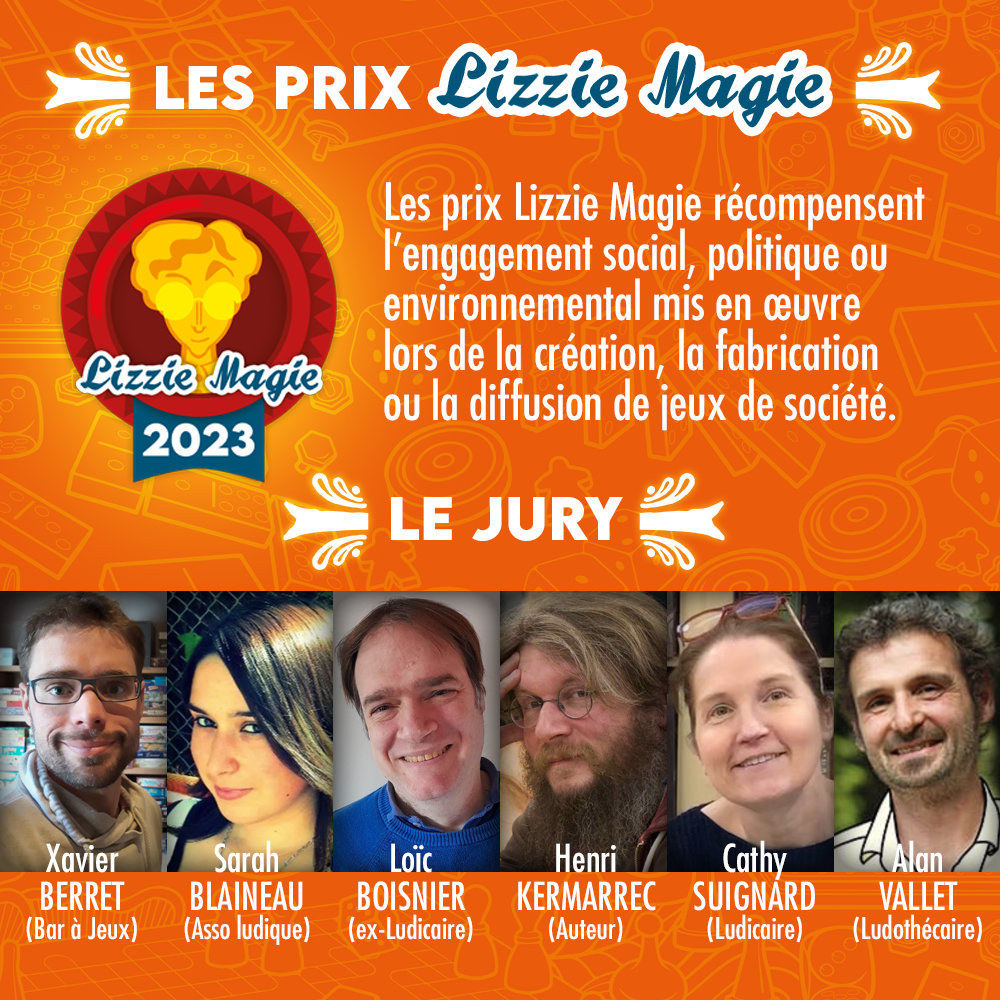 LES PRIX Lizzie Magie
Les prix Lizzie Magie récompensent
l’engagement social, politique ou
environnemental mis en œuvre
lors de la création, la fabrication
ou la diffusion de jeux de société.
Lizzie Magie
2023
LE JURY
Xavier
BERRET
(Bar à Jeux)
Sarah
BLAINEAU
(Asso ludique)
Loïc
BOISNIER
(ex-Ludicaire)
Henri
KERMARREC
(Auteur)
Cathy
SUIGNARD
(Ludicaire)
Alan
VALLET
(Ludothécaire)